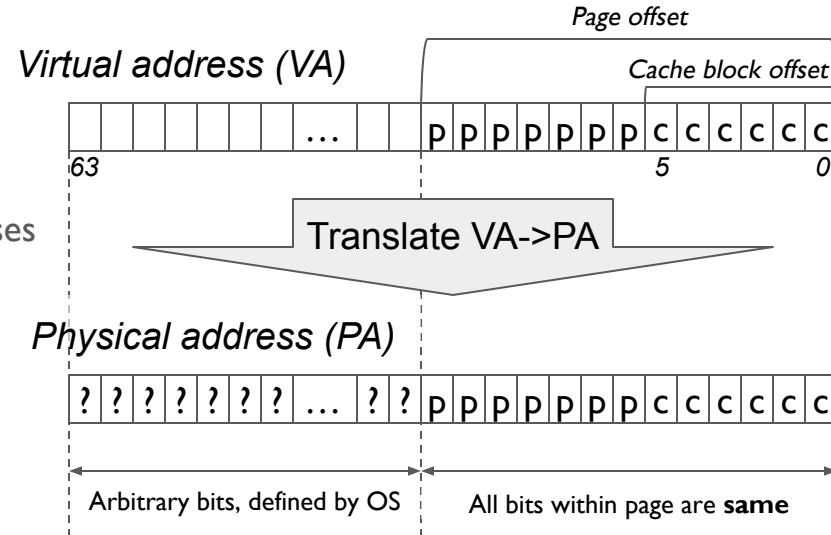 Page offset
Virtual address (VA)
Cache block offset
... p p p p p p p c c c c c c
63 5 0
Translate VA->PA
Physical address (PA)
? ? ? ? ? ? ? ... ? ? p p p p p p p c c c c c c
Arbitrary bits, defined by OS
All bits within page are same